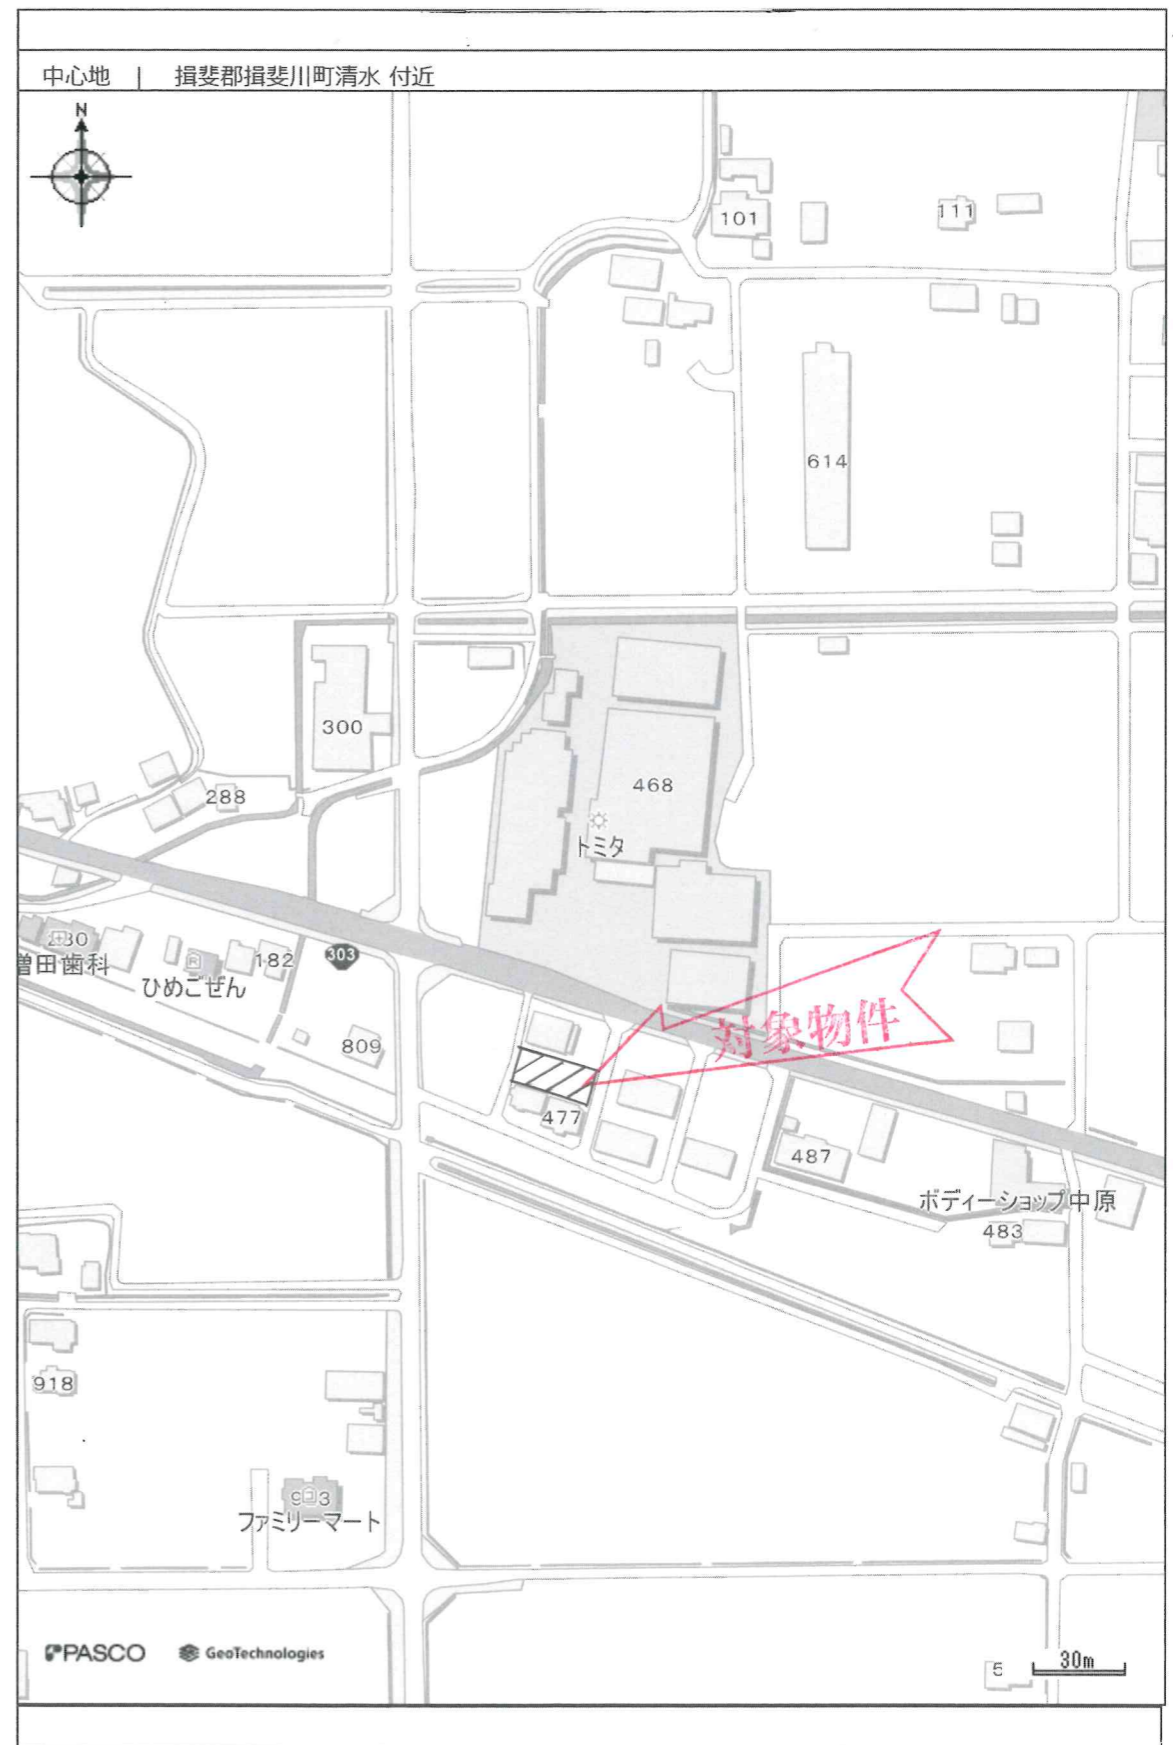 中心地 | 揖斐郡揖斐川町清水 付近
N
101
111
614
300
468
288
トミタ
303
182
増田歯科
ひめごぜん
対象物件
809
477
487
ボディーショップ中原
483
918
ファミリーマート
PASCO
GeoTechnologies
5
30m